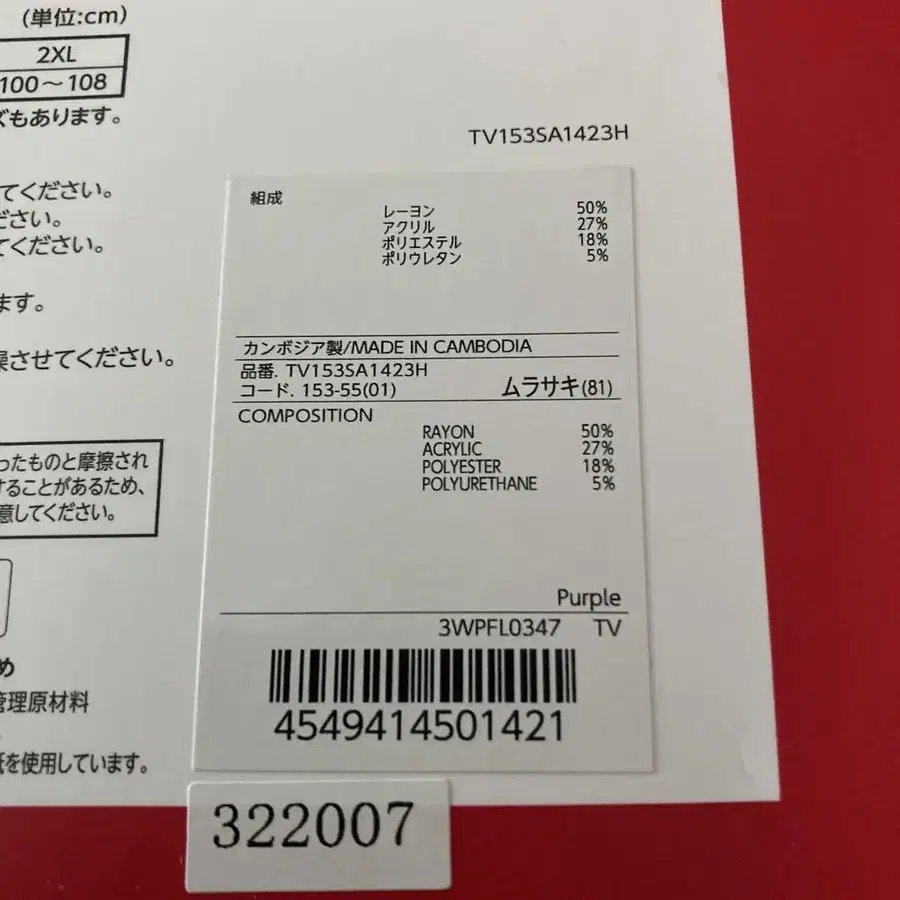 (単位:cm)
2XL
100～108
ズもあります。
TV153SA1423H
てください。
ださい。
てください。
ます。
燥させてください。
ったものと摩擦され
することがあるため、
意してください。
め
管理原材料
紙を使用しています。
組成
レーヨン 50%
アクリル 27%
ポリエステル 18%
ポリウレタン 5%
カンボジア製/MADE IN CAMBODIA
品番. TV153SA1423H
コード. 153-55(01) ムラサキ(81)
COMPOSITION
RAYON 50%
ACRYLIC 27%
POLYESTER 18%
POLYURETHANE 5%
Purple
3WPFL0347 TV
4549414501421
322007